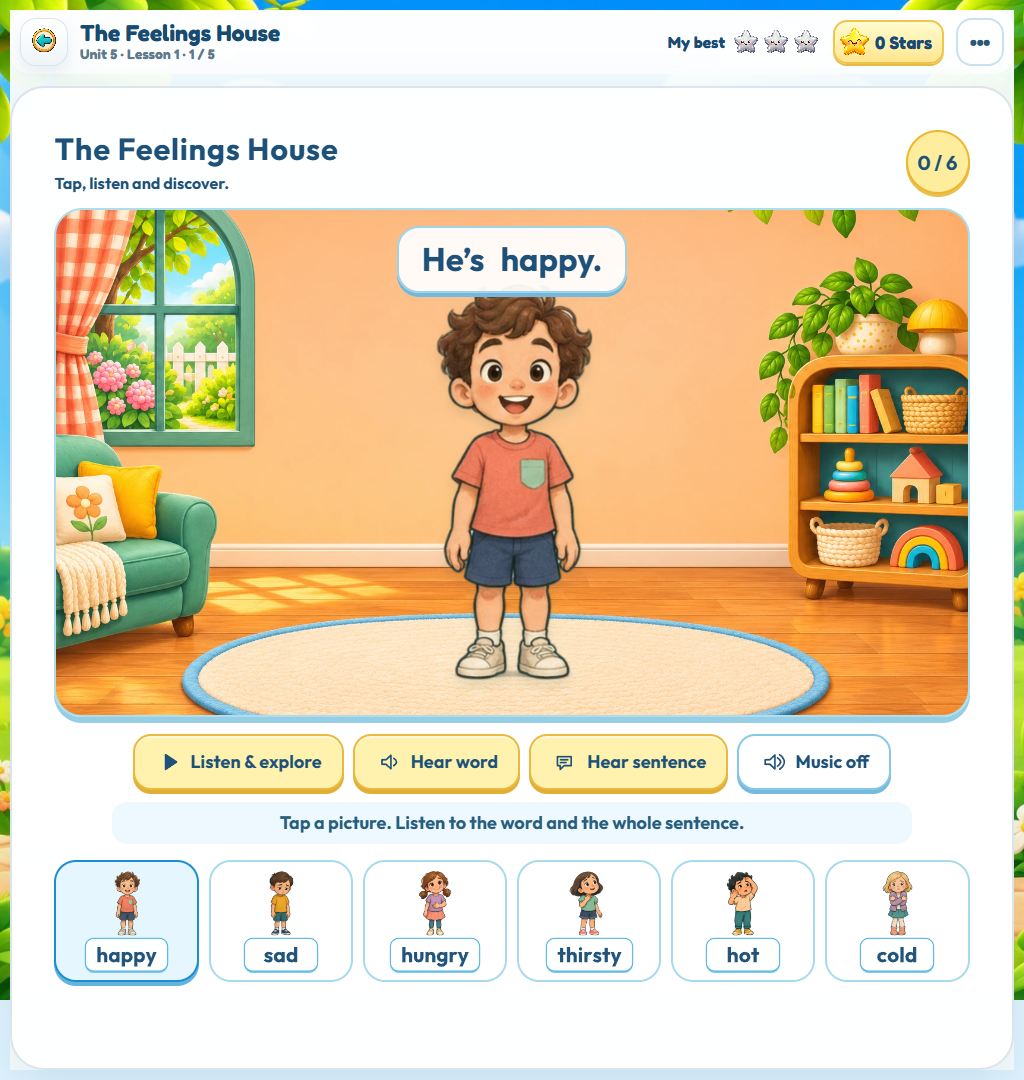 The Feelings House
Unit 5 · Lesson 1 · 1 / 5
My best
0 Stars
The Feelings House
Tap, listen and discover.
0 / 6
He’s happy.
Listen & explore
Hear word
Hear sentence
Music off
Tap a picture. Listen to the word and the whole sentence.
happy
sad
hungry
thirsty
hot
cold